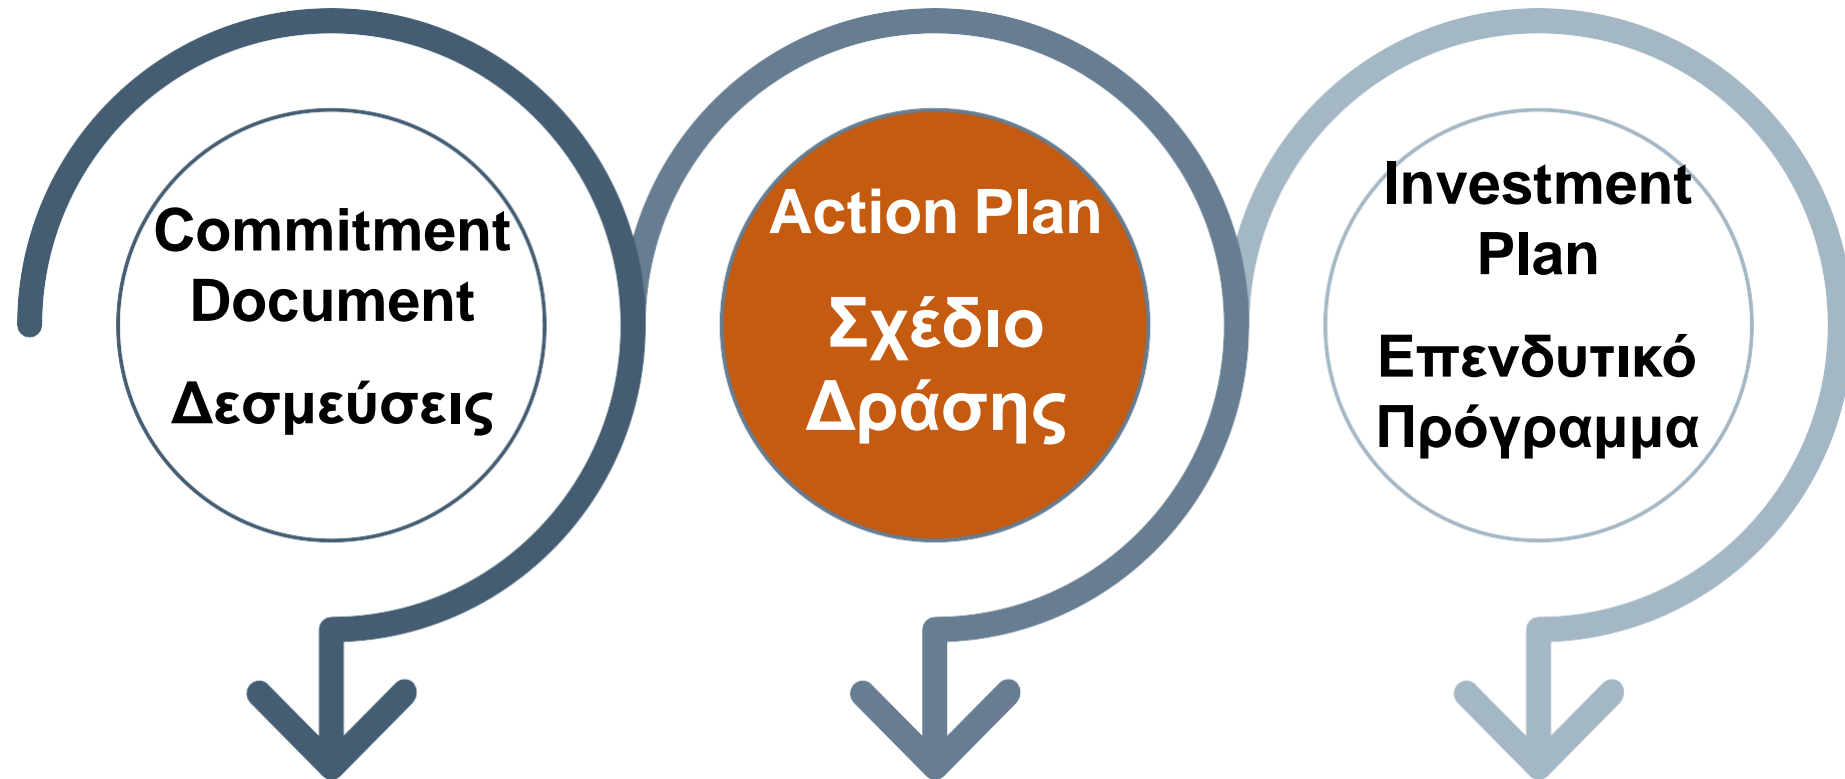 Commitment
Document
Δεσμεύσεις
Action Plan
Σχέδιο
Δράσης
Investment
Plan
Επενδυτικό
Πρόγραμμα